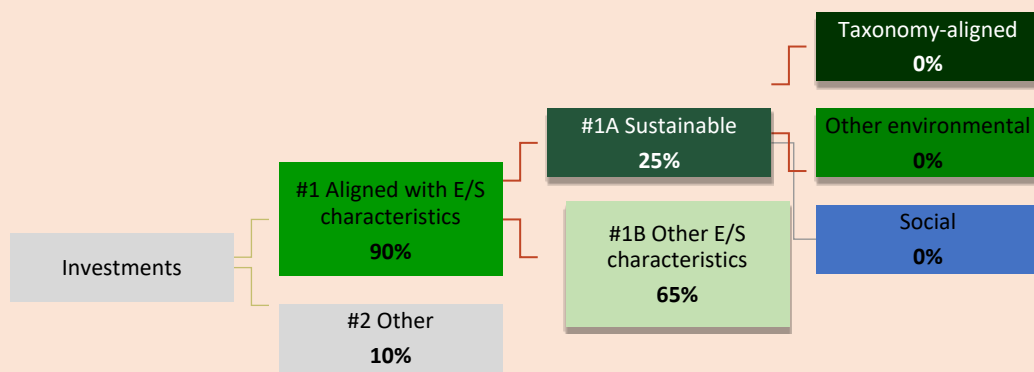 Investments
#1 Aligned with E/S
characteristics
90%
#2 Other
10%
#1A Sustainable
25%
#1B Other E/S
characteristics
65%
Taxonomy-aligned
0%
Other environmental
0%
Social
0%